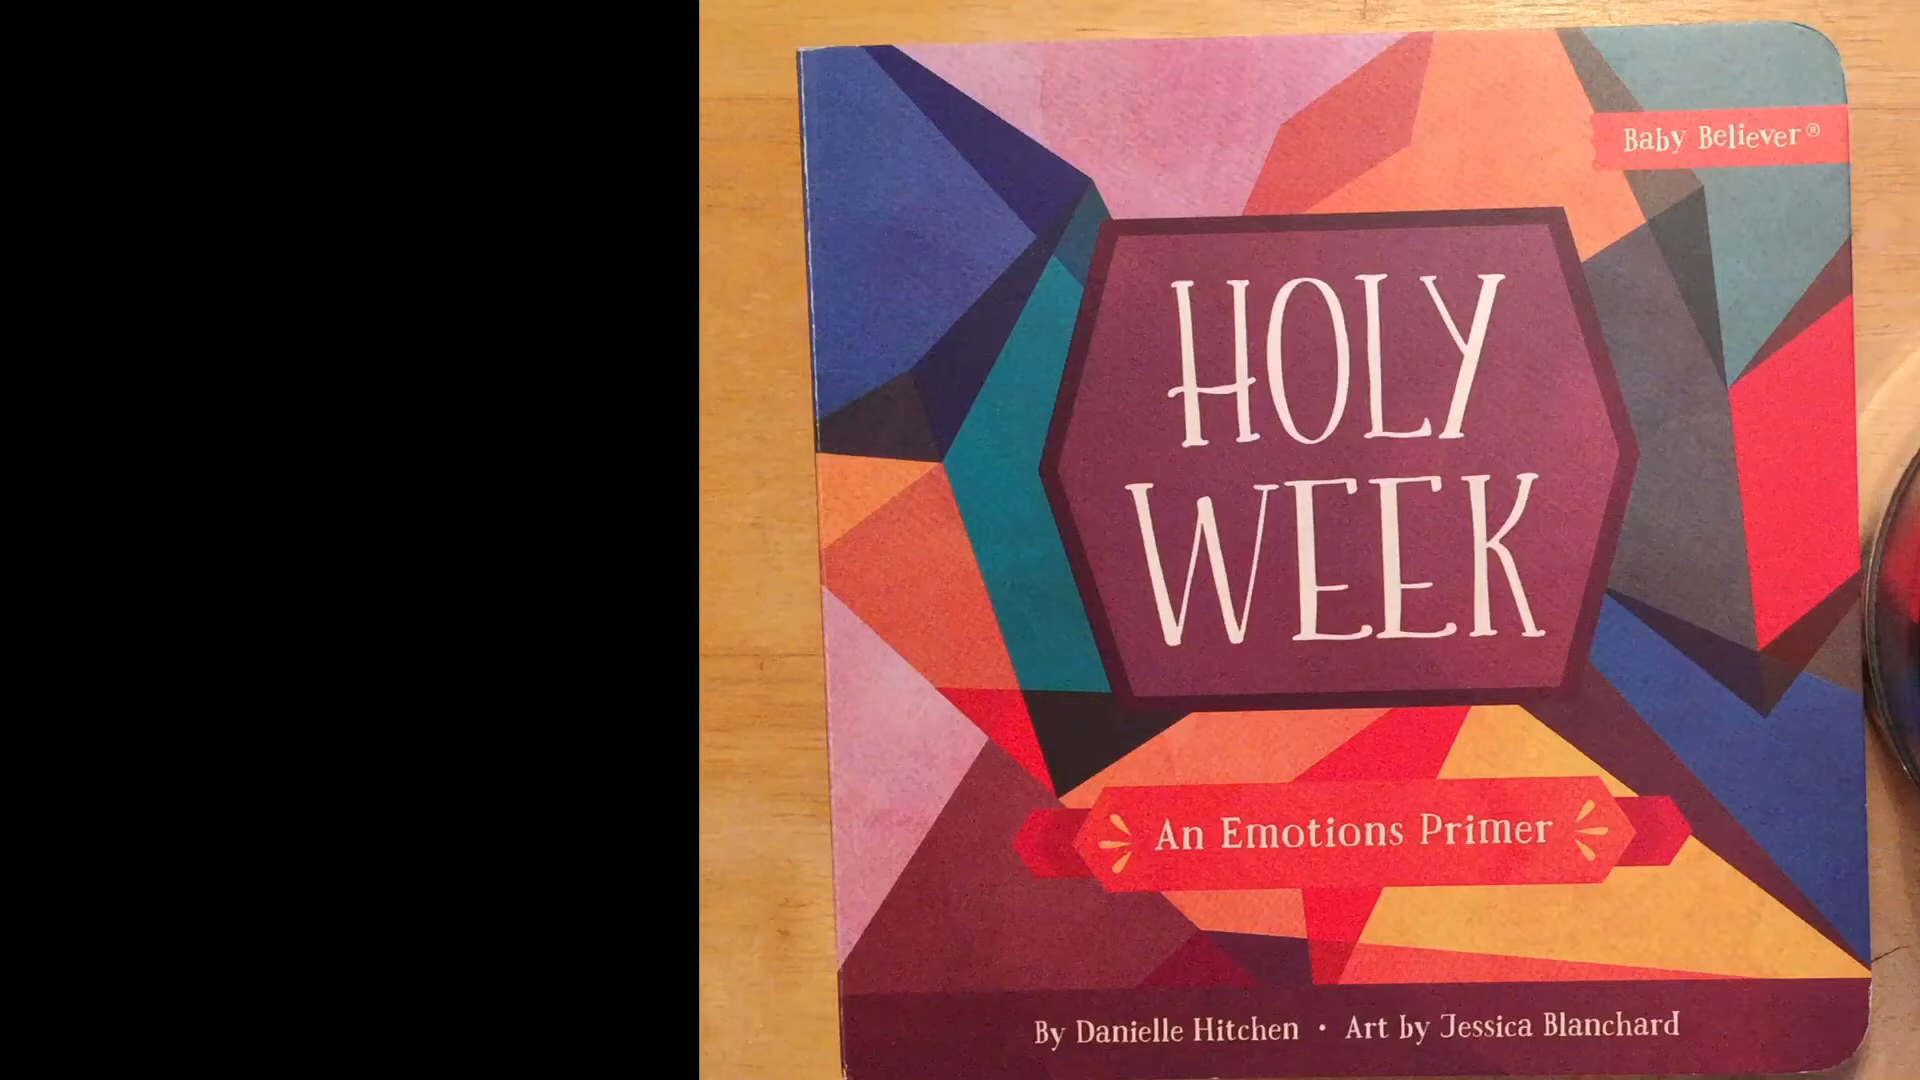 Baby Believer®
HOLY
WEEK
An Emotions Primer
By Danielle Hitchen • Art by Jessica Blanchard